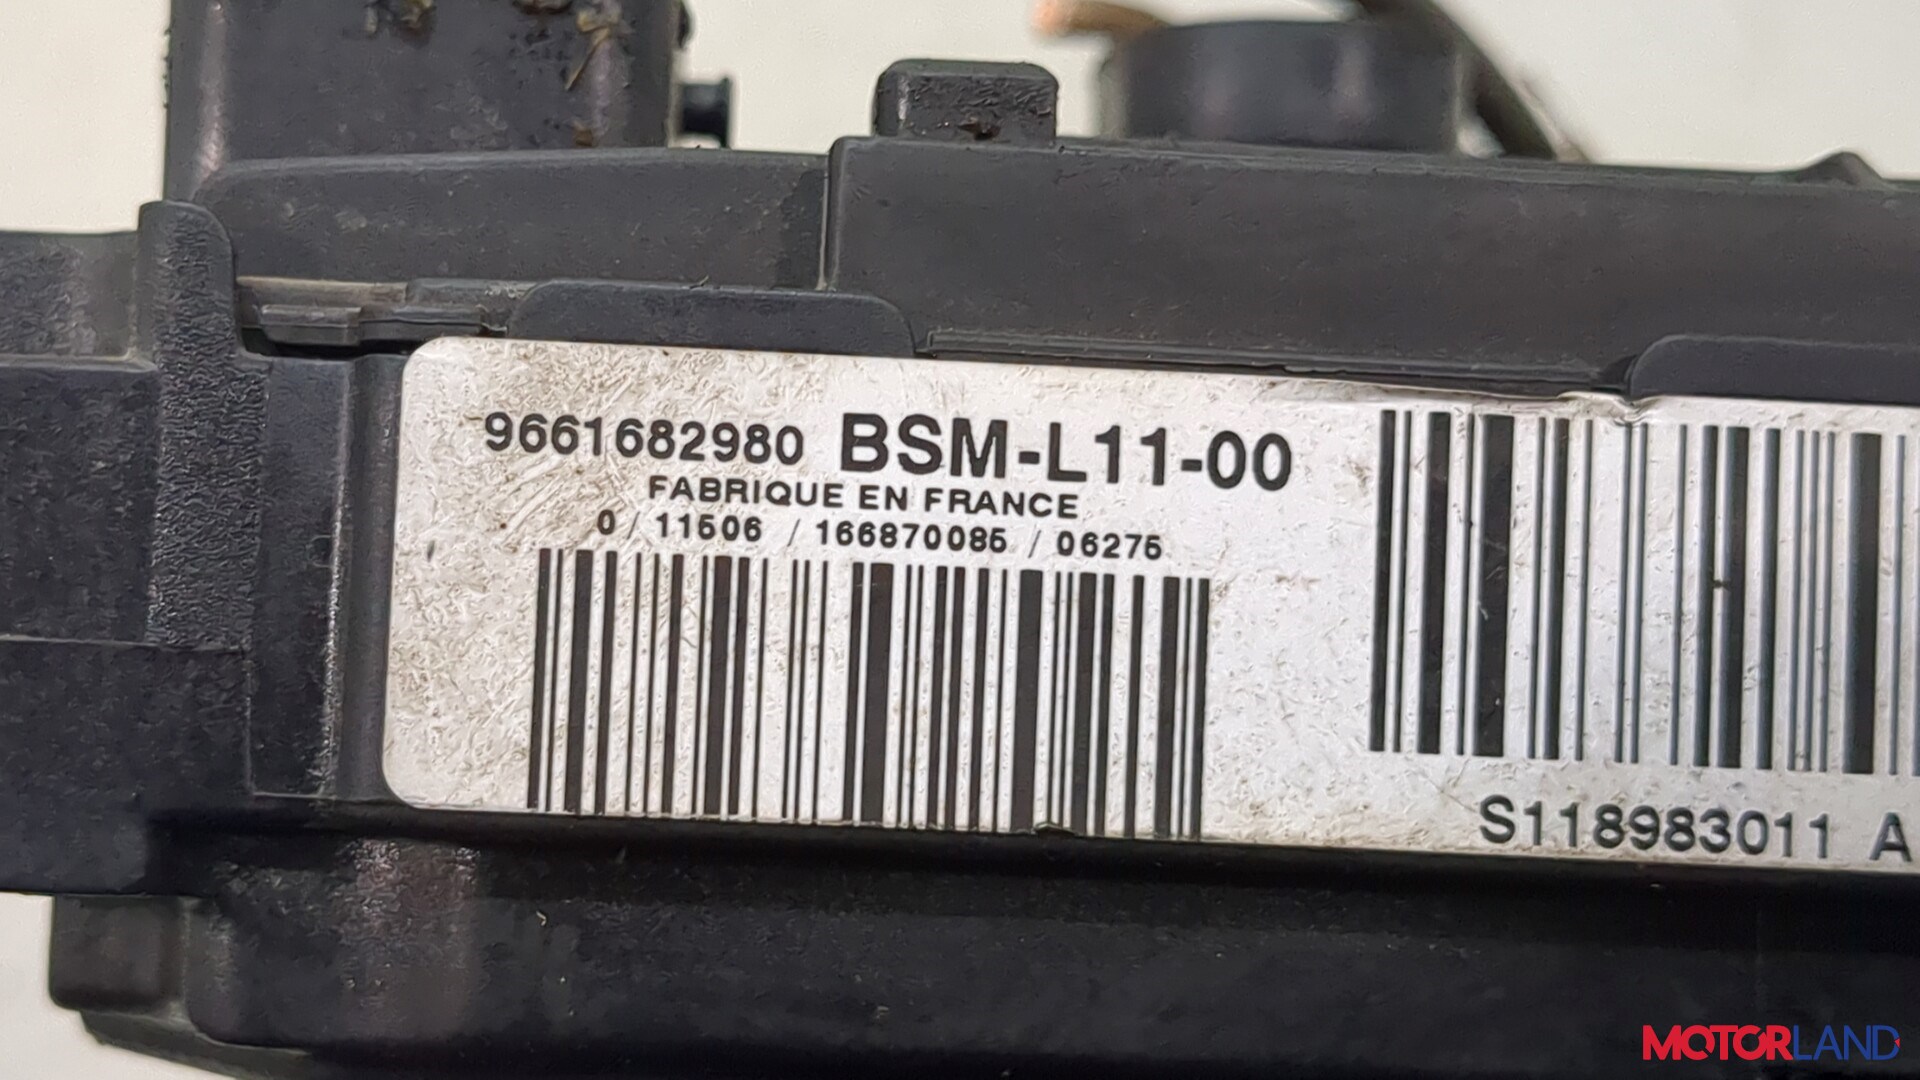 9661682980 BSM-L11-00
FABRIQUE EN FRANCE
0 / 11506 / 166870085 / 06275
S118983011 A
MOTORLAND